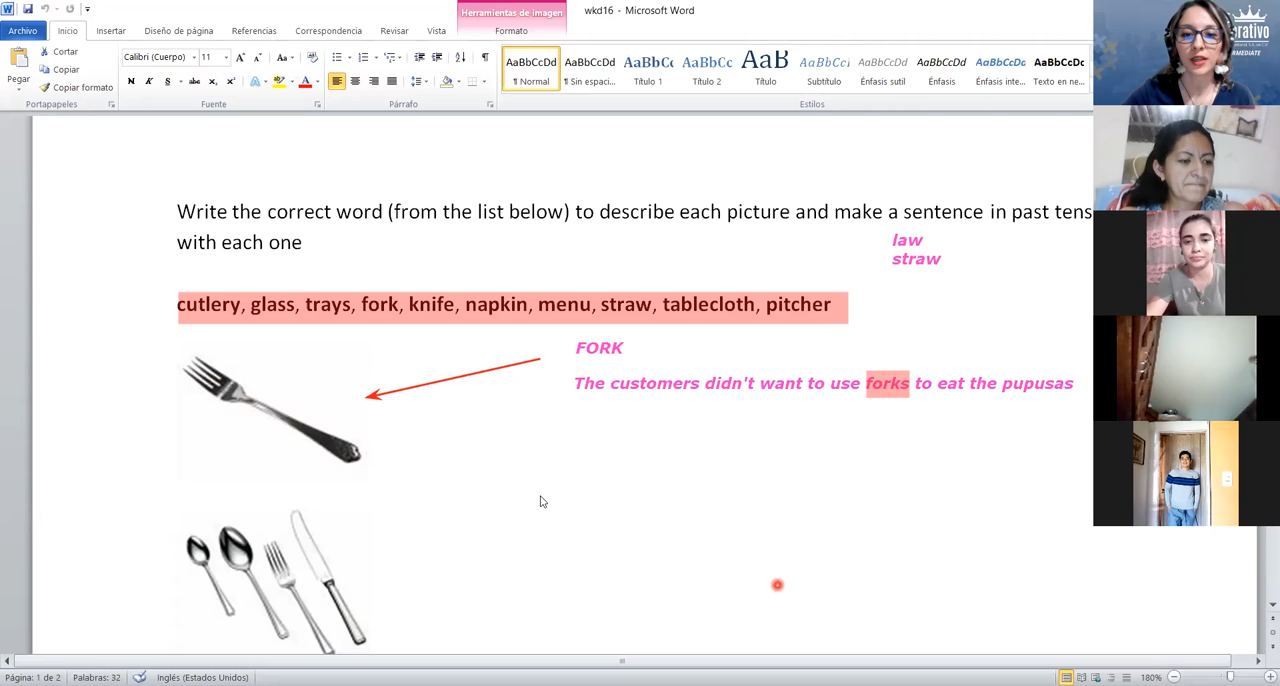 Herramientas de imagen
wkd16 - Microsoft Word
Archivo
Inicio
Insertar
Diseño de página
Referencias
Correspondencia
Revisar
Vista
Formato
Pegar
Cortar
Copiar
Copiar formato
Portapapeles
Calibri (Cuerpo)
11
Fuente
Párrafo
AaBbCcDd
¶ Normal
AaBbCcDd
¶ Sin espaci...
AaBbCc
Título 1
AaBbCc
Título 2
AaB
Título
AaBbCcI
Subtítulo
AaBbCcDd
Énfasis sutil
AaBbCcDd
Énfasis
AaBbCcDd
Énfasis inte...
AaBbCcDc
Texto en ne...
Estilos
rativo
RMEDIATE
Write the correct word (from the list below) to describe each picture and make a sentence in past tens
with each one
law
straw
cutlery, glass, trays, fork, knife, napkin, menu, straw, tablecloth, pitcher
FORK
The customers didn't want to use forks to eat the pupusas
Página: 1 de 2
Palabras: 32
Inglés (Estados Unidos)
180%